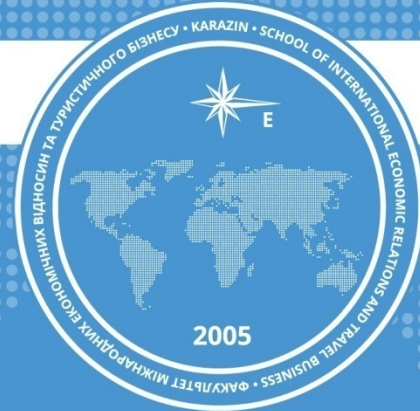 ФАКУЛЬТЕТ МІЖНАРОДНИХ ЕКОНОМІЧНИХ ВІДНОСИН ТА ТУРИСТИЧНОГО БІЗНЕСУ • KARAZIN • SCHOOL OF INTERNATIONAL ECONOMIC RELATIONS AND TRAVEL BUSINESS •
E
2005